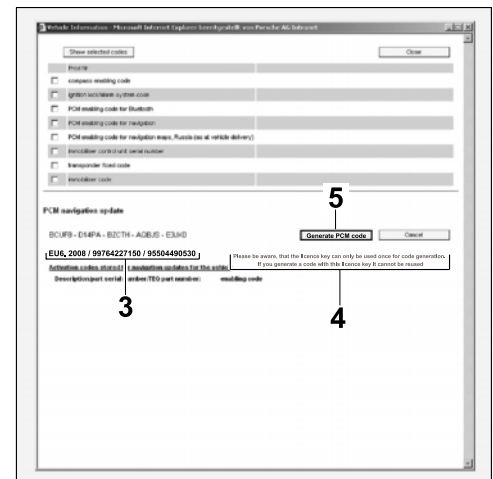 Vehicle Information - Microsoft Internet Explorer bereitgestellt von Porsche AG Intranet
Show selected codes
Close
compass enabling code
ignition lock/alarm system code
PCM enabling code for Bluetooth
PCM enabling code for navigation
PCM enabling code for navigation maps, Russia (as at vehicle delivery)
immobiliser control unit serial number
transponder fixed code
immobiliser code
5
PCM navigation update
BCUF8 - D14PA - BZCTH - AQBJS - E3JKD
Generate PCM code
Cancel
EU6, 2008 / 99764227150 / 95504490530
Please be aware, that the licence key can only be used once for code generation.
If you generate a code with this licence key it cannot be reused
Activation codes stored navigation updates for the vehic
Description/part serial number/TEQ part number: enabling code
3
4